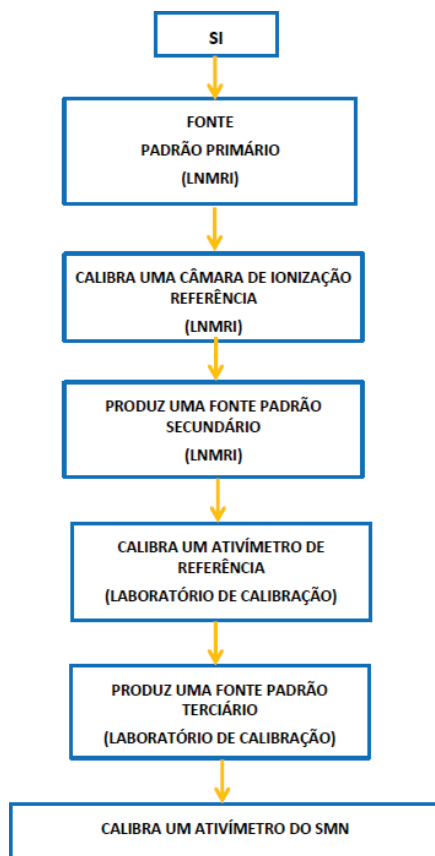 SI
FONTE
PADRÃO PRIMÁRIO
(LNMRI)
CALIBRA UMA CÂMARA DE IONIZAÇÃO
REFERÊNCIA
(LNMRI)
PRODUZ UMA FONTE PADRÃO
SECUNDÁRIO
(LNMRI)
CALIBRA UM ATIVÍMETRO DE
REFERÊNCIA
(LABORATÓRIO DE CALIBRAÇÃO)
PRODUZ UMA FONTE PADRÃO
TERCIÁRIO
(LABORATÓRIO DE CALIBRAÇÃO)
CALIBRA UM ATIVÍMETRO DO SMN